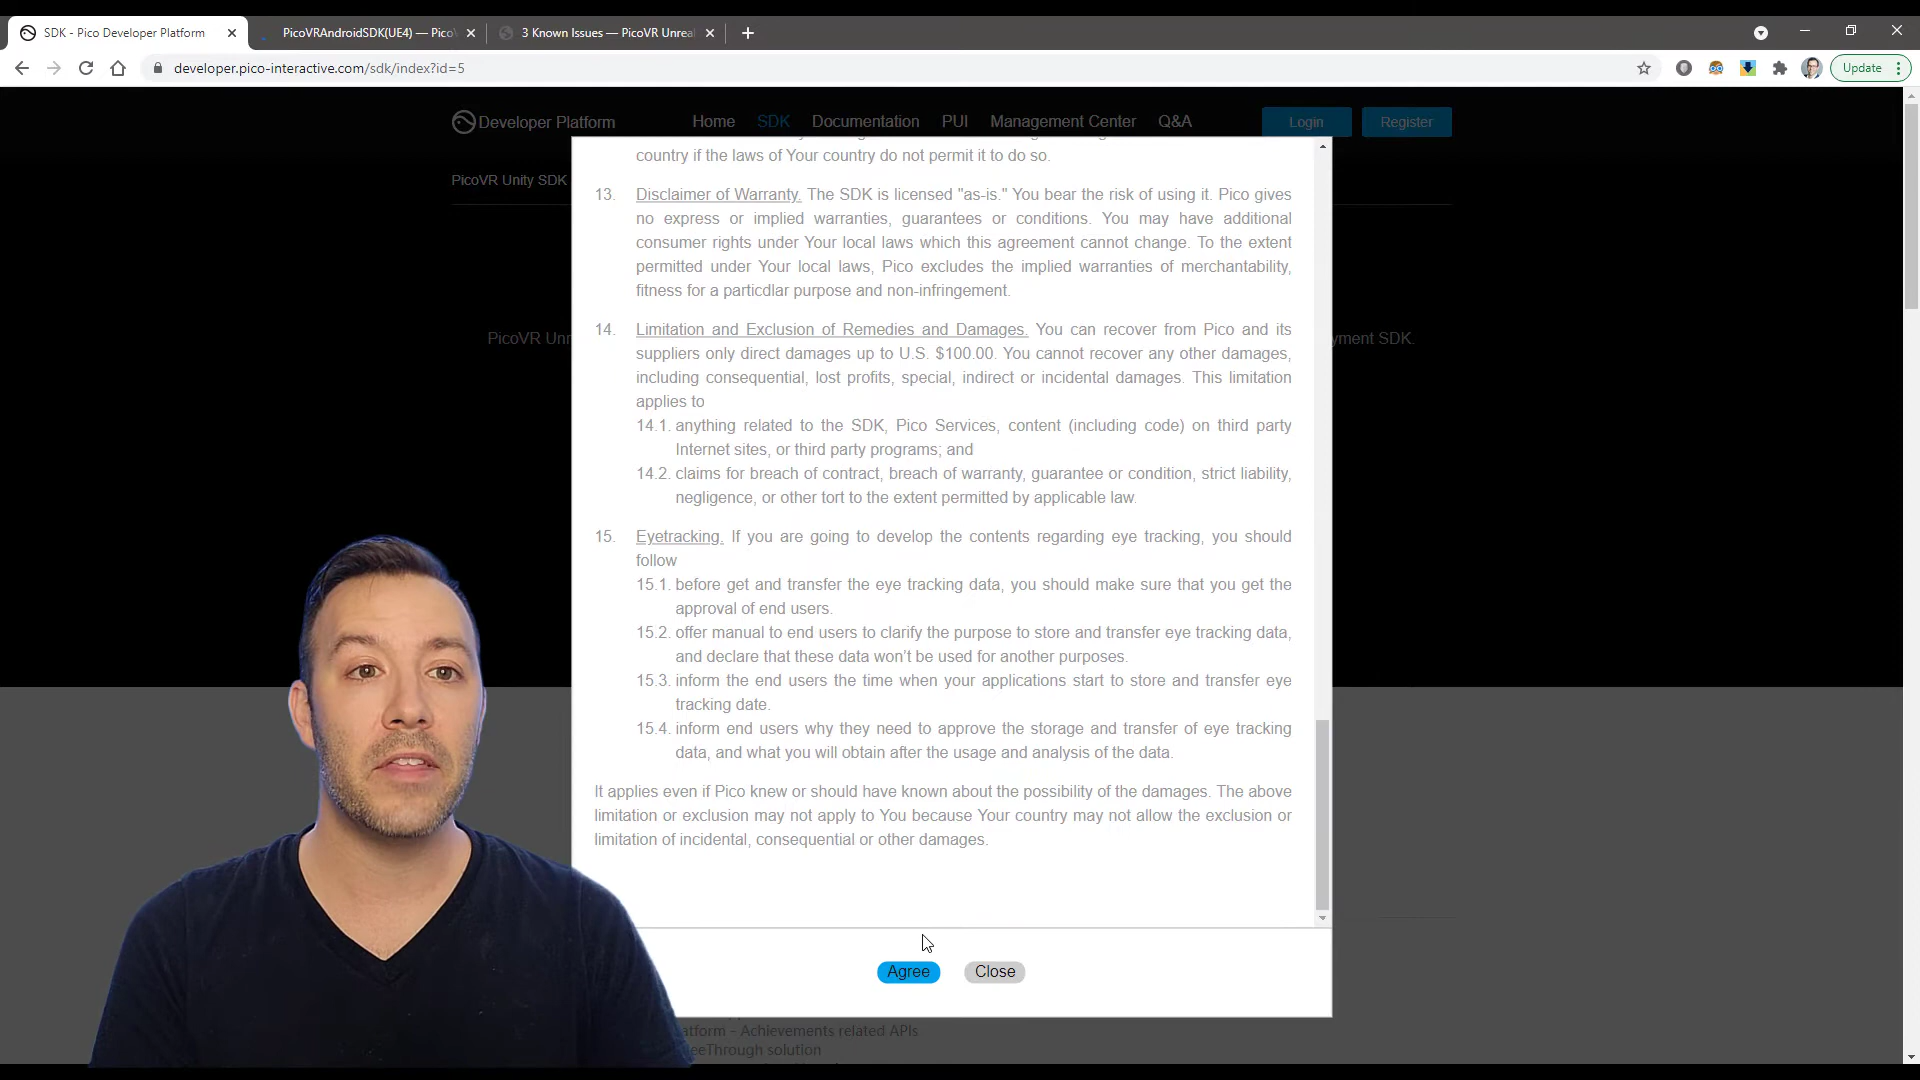 SDK - Pico Developer Platform
PicoVRAndroidSDK(UE4) — PicoV
3 Known Issues — PicoVR Unrea
developer.pico-interactive.com/sdk/index?id=5
Update
Developer Platform
Home
SDK
Documentation
PUI
Management Center
Q&A
Login
Register
PicoVR Unity SDK
PicoVR Unr
yment SDK.
country if the laws of Your country do not permit it to do so.
13. Disclaimer of Warranty. The SDK is licensed "as-is." You bear the risk of using it. Pico gives
no express or implied warranties, guarantees or conditions. You may have additional
consumer rights under Your local laws which this agreement cannot change. To the extent
permitted under Your local laws, Pico excludes the implied warranties of merchantability,
fitness for a particdlar purpose and non-infringement.
14. Limitation and Exclusion of Remedies and Damages. You can recover from Pico and its
suppliers only direct damages up to U.S. $100.00. You cannot recover any other damages,
including consequential, lost profits, special, indirect or incidental damages. This limitation
applies to
14.1. anything related to the SDK, Pico Services, content (including code) on third party
Internet sites, or third party programs; and
14.2. claims for breach of contract, breach of warranty, guarantee or condition, strict liability,
negligence, or other tort to the extent permitted by applicable law.
15. Eyetracking. If you are going to develop the contents regarding eye tracking, you should
follow
15.1. before get and transfer the eye tracking data, you should make sure that you get the
approval of end users.
15.2. offer manual to end users to clarify the purpose to store and transfer eye tracking data,
and declare that these data won't be used for another purposes.
15.3. inform the end users the time when your applications start to store and transfer eye
tracking date.
15.4. inform end users why they need to approve the storage and transfer of eye tracking
data, and what you will obtain after the usage and analysis of the data.
It applies even if Pico knew or should have known about the possibility of the damages. The above
limitation or exclusion may not apply to You because Your country may not allow the exclusion or
limitation of incidental, consequential or other damages.
Agree
Close
atform - Achievements related APIs
eeThrough solution